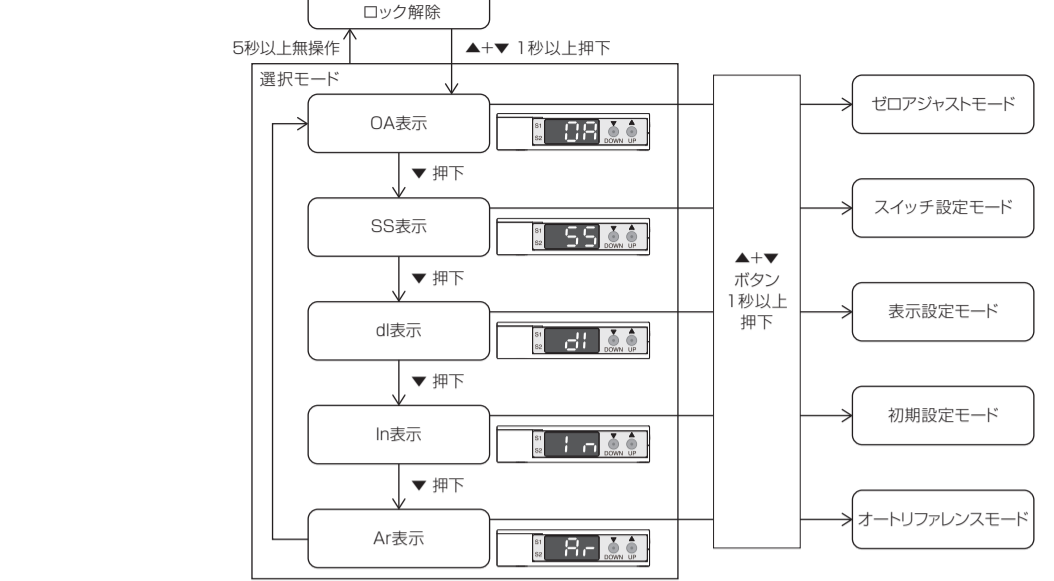 ロック解除
5秒以上無操作
▲+▼ 1秒以上押下
選択モード
OA表示
S1
S2
OA
▼ ▲
DOWN UP
ゼロアジャストモード
▼ 押下
SS表示
S1
S2
SS
▼ ▲
DOWN UP
スイッチ設定モード
▼ 押下
▲+▼
ボタン
1秒以上
押下
dI表示
S1
S2
dI
▼ ▲
DOWN UP
表示設定モード
▼ 押下
In表示
S1
S2
In
▼ ▲
DOWN UP
初期設定モード
▼ 押下
Ar表示
S1
S2
Ar
▼ ▲
DOWN UP
オートリファレンスモード